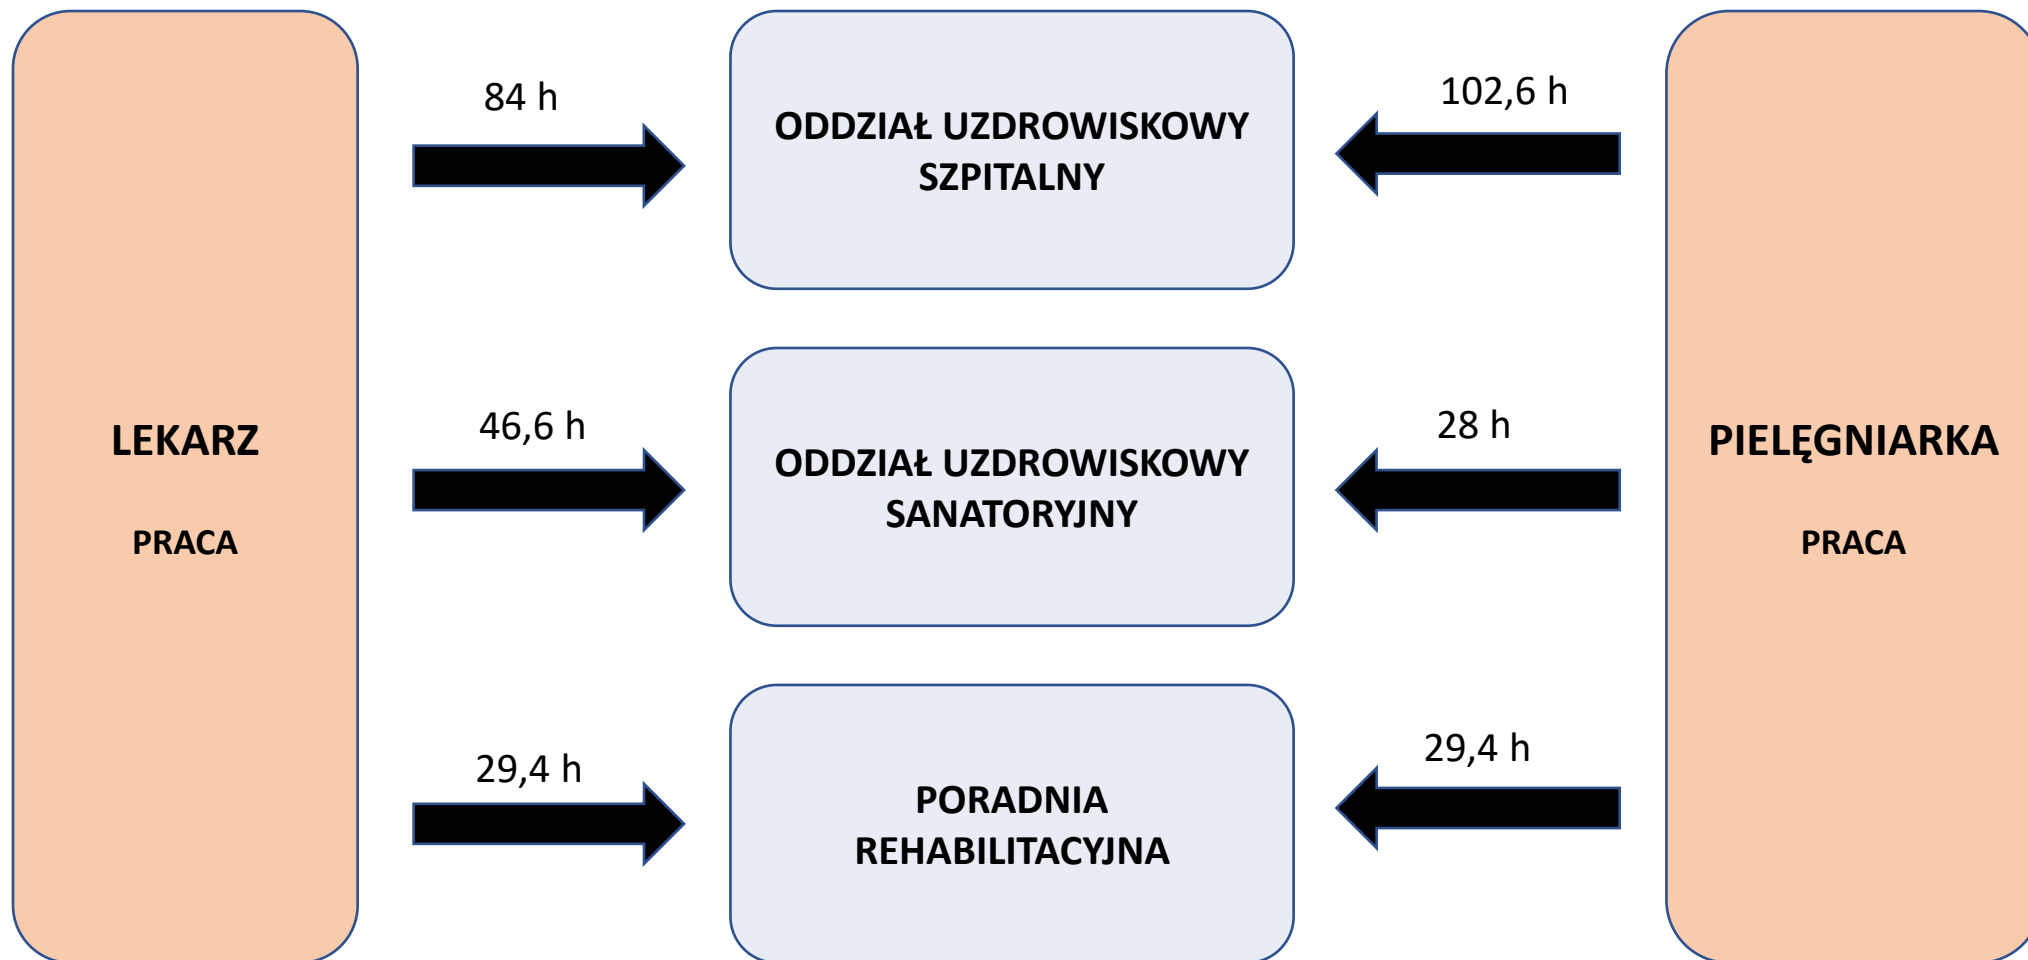 84 h
ODDZIAŁ UZDROWISKOWY
SZPITALNY
102,6 h
LEKARZ
PRACA
46,6 h
ODDZIAŁ UZDROWISKOWY
SANATORYJNY
28 h
PIELĘGNIARKA
PRACA
29,4 h
PORADNIA
REHABILITACYJNA
29,4 h